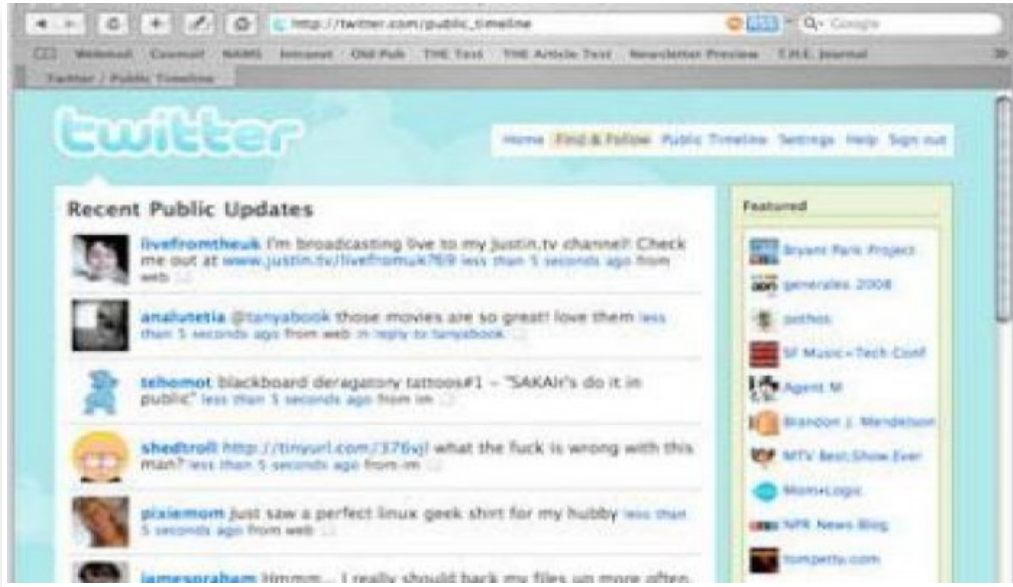 http://twitter.com/public_timeline
RSS
Google
Webmail Intranet Old Pub THE Test THE Article Test Newsletter Preview T.H.E. Journal
Twitter / Public Timeline
twitter
Home Find & Follow Public Timeline Settings Help Sign out
Recent Public Updates
livefromtheuk I'm broadcasting live to my Justin.tv channel! Check
me out at www.justin.tv/livefromuk769 less than 5 seconds ago from
web
analutetia @tanyabook those movies are so great! love them less
than 5 seconds ago from web in reply to tanyabook
tehomot blackboard deragatory tattoos#1 – "SAKAIr's do it in
public" less than 5 seconds ago from im
shedtroll http://tinyurl.com/376vjl what the fuck is wrong with this
man? less than 5 seconds ago from im
pixiemom Just saw a perfect linux geek shirt for my hubby less than
5 seconds ago from web
jamesgraham Hmmm... I really should back my files up more often.
Featured
Bryant Park Project
generales 2008
pothos
SF Music+Tech Conf
Agent M
Brandon J. Mendelson
MTV Best.Show.Ever
Mom•Logic
NPR News Blog
tompetty.com